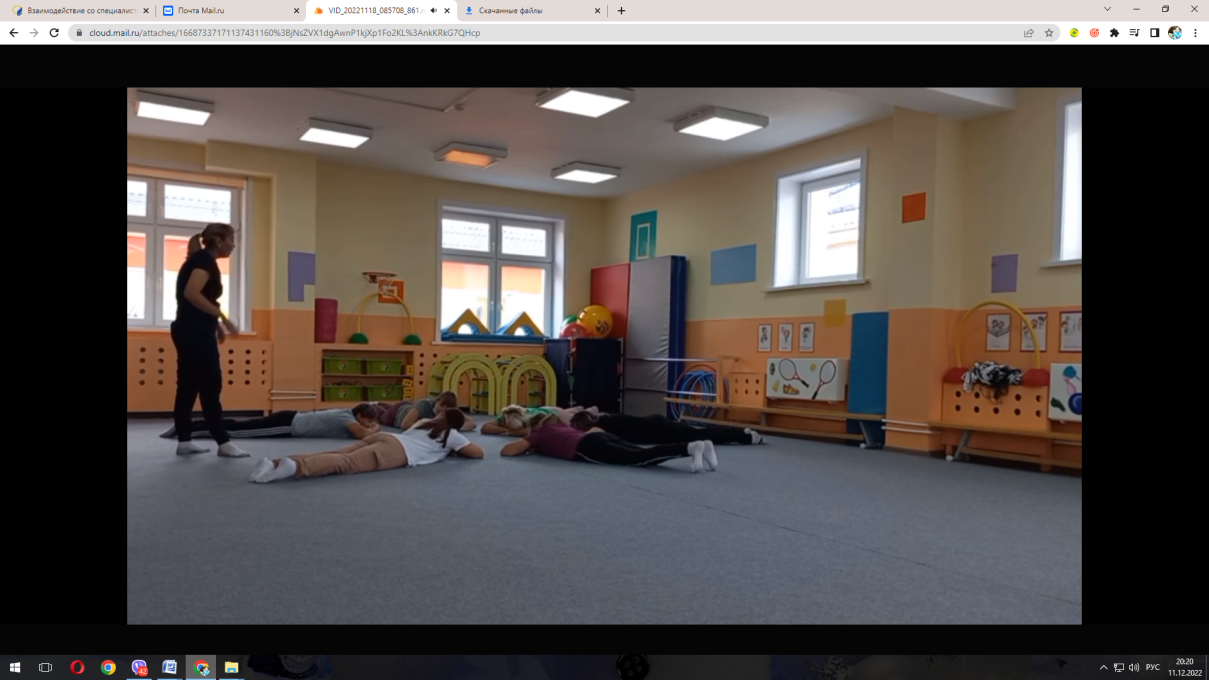 Взаимодействие со специалист
Почта Mail.ru
VID_20221118_085708_861.
Скачанные файлы
cloud.mail.ru/attaches/16687337171137431160%3BjNsZVX1dgAwnP1kjXp1Fo2KL%3AnkKRkG7QHcp
42
РУС
20:20
11.12.2022